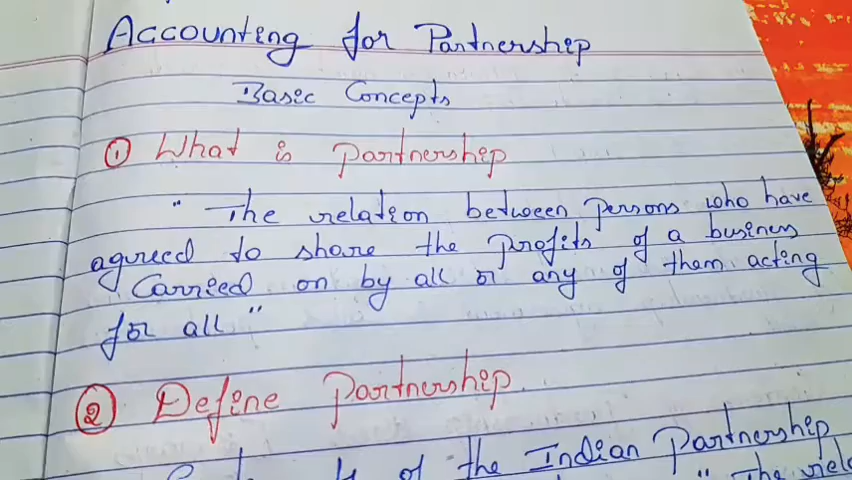 Accounting for Partnership
Basic Concepts
① What is partnership
" The relation between persons who have
agreed to share the profits of a business
Carried on by all or any of them acting
for all "
② Define partnership.
of the Indian Partnership
" The